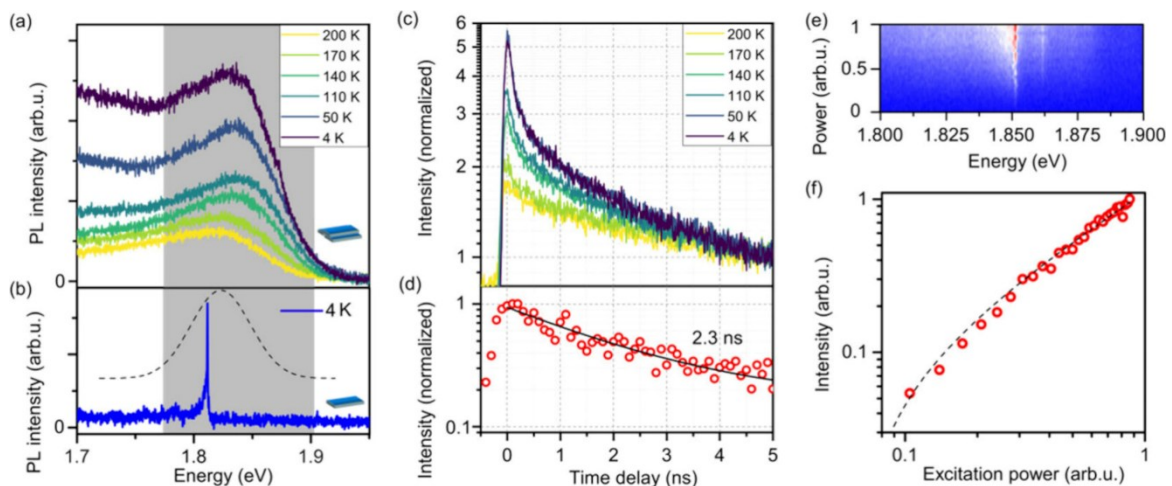 (a)
PL intensity (arb.u.)
0
200 K
170 K
140 K
110 K
50 K
4 K
(b)
PL intensity (arb.u.)
0
4 K
1.7
1.8
1.9
Energy (eV)
(c)
Intensity (normalized)
6
5
4
3
2
1
200 K
170 K
140 K
110 K
50 K
4 K
(d)
Intensity (normalized)
1
0.1
2.3 ns
0
1
2
3
4
5
Time delay (ns)
(e)
Power (arb.u.)
1
0.5
0
1.800
1.825
1.850
1.875
1.900
Energy (eV)
(f)
Intensity (arb.u.)
1
0.1
0.1
1
Excitation power (arb.u.)